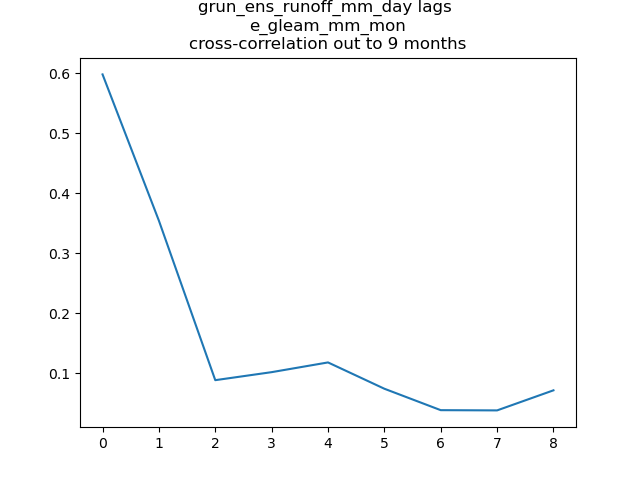 grun_ens_runoff_mm_day lags
e_gleam_mm_mon
cross-correlation out to 9 months
0.6
0.5
0.4
0.3
0.2
0.1
0 1 2 3 4 5 6 7 8